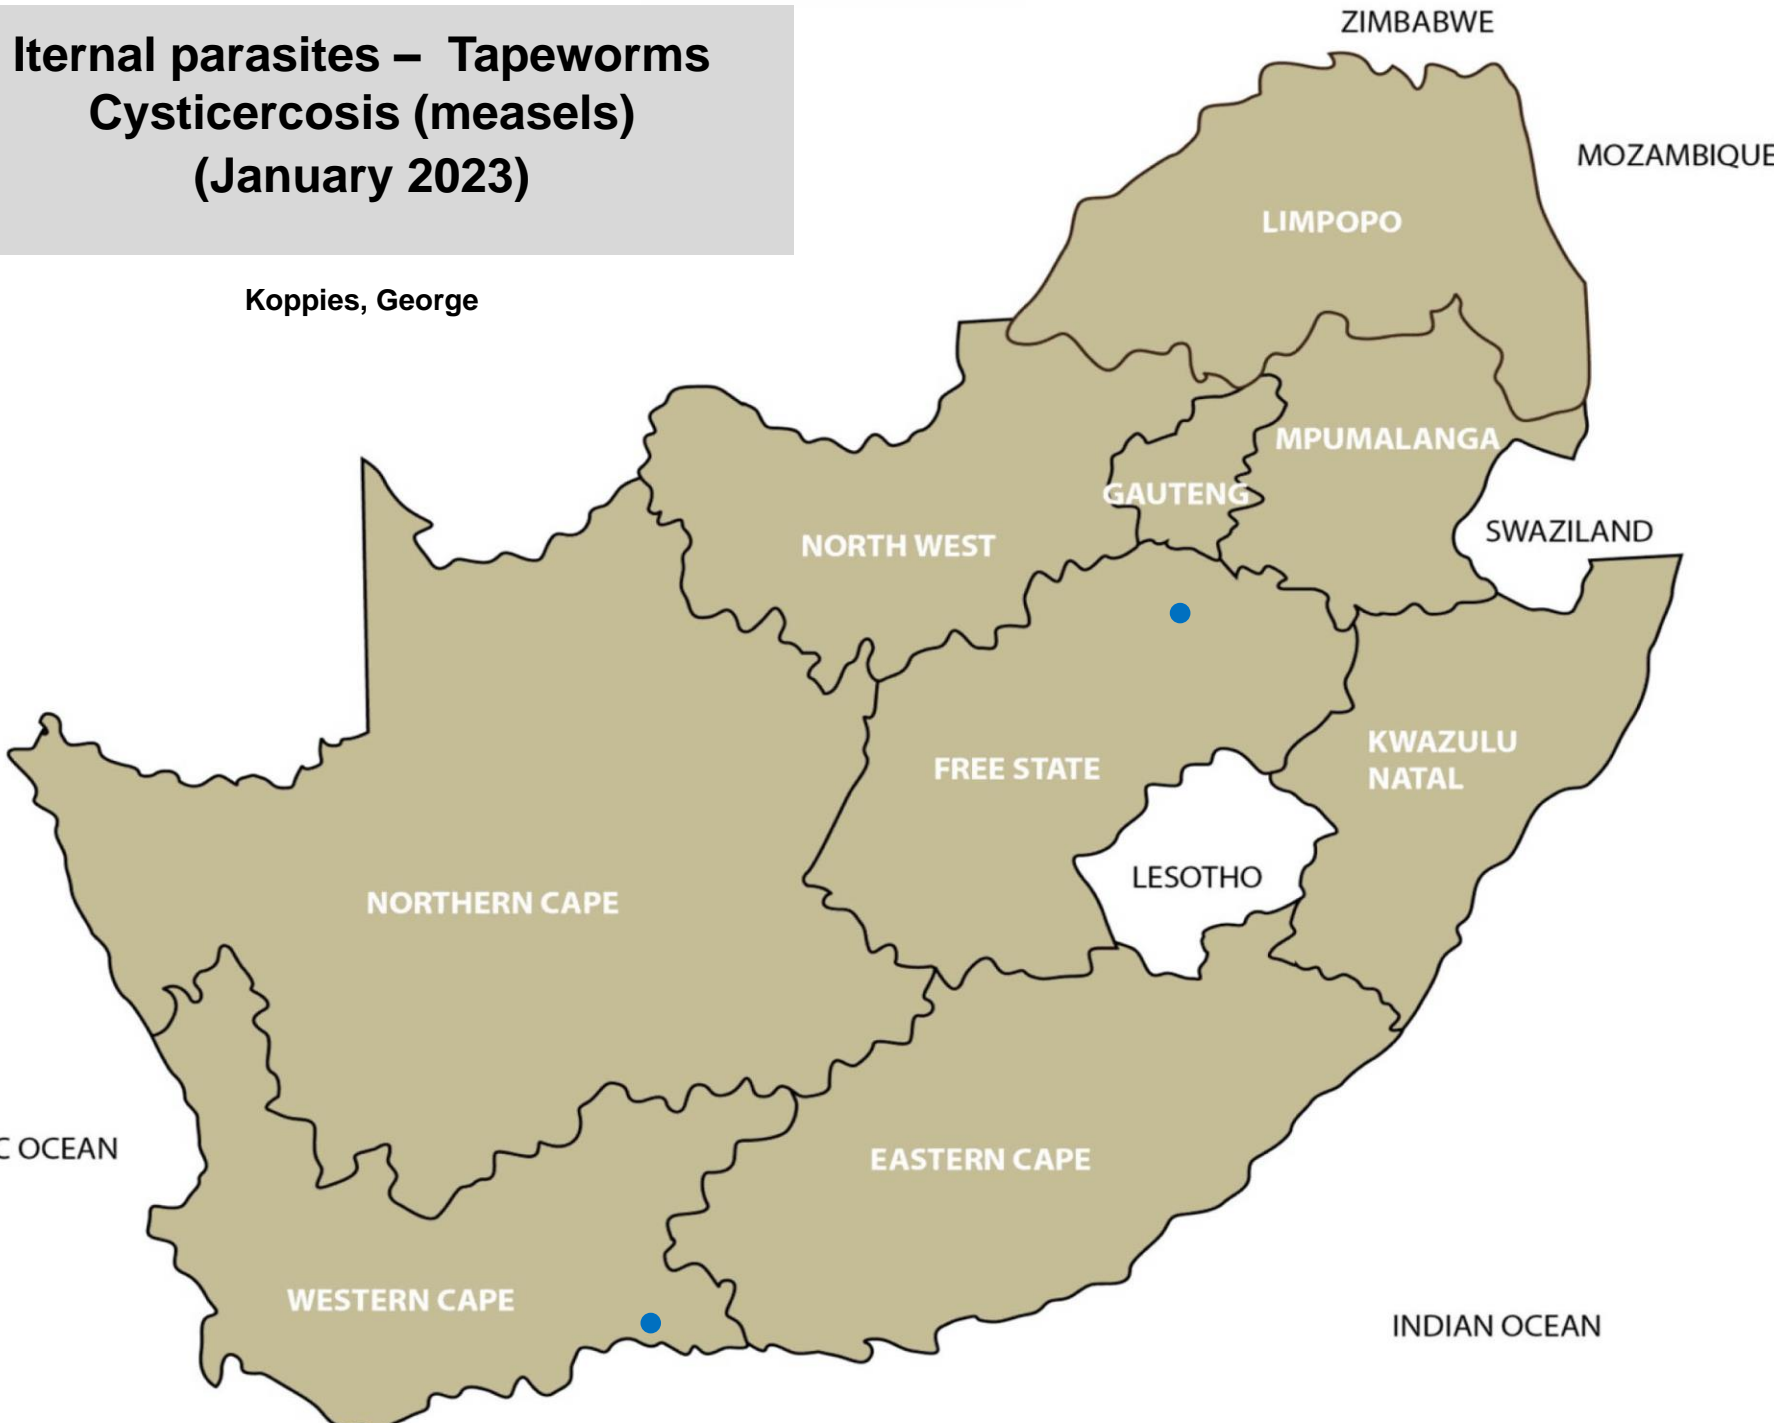 Iternal parasites – Tapeworms
Cysticercosis (measels)
(January 2023)
Koppies, George
ZIMBABWE
MOZAMBIQUE
LIMPOPO
MPUMALANGA
GAUTENG
SWAZILAND
NORTH WEST
KWAZULU
NATAL
FREE STATE
LESOTHO
NORTHERN CAPE
C OCEAN
EASTERN CAPE
WESTERN CAPE
INDIAN OCEAN